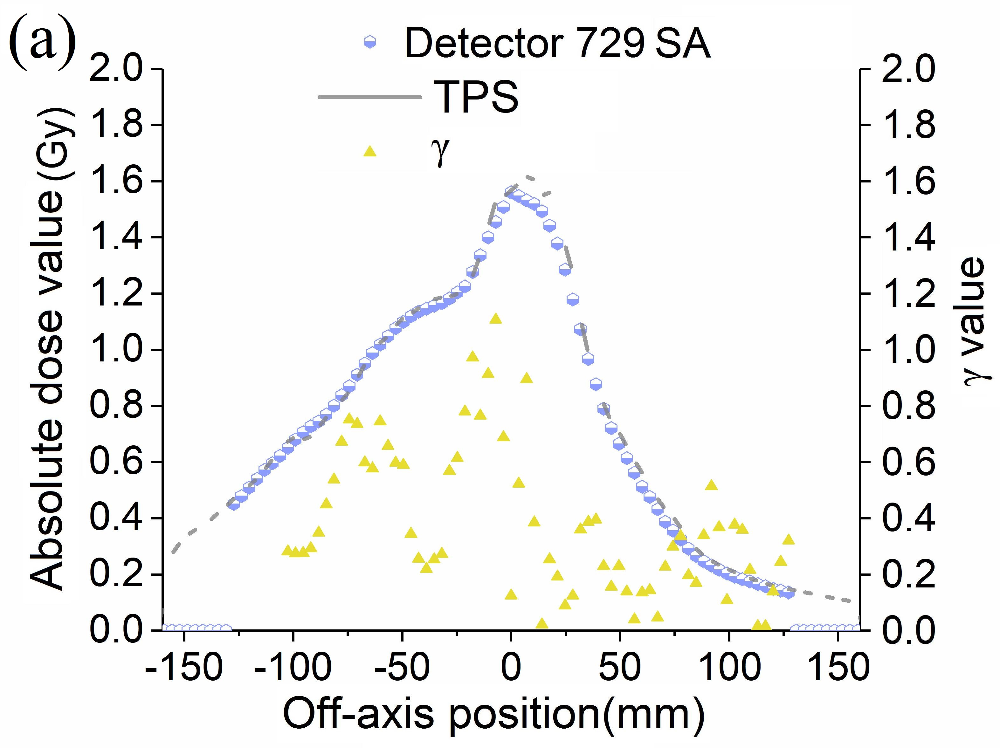 (a)
Detector 729 SA
TPS
γ
Absolute dose value (Gy)
2.0
1.8
1.6
1.4
1.2
1.0
0.8
0.6
0.4
0.2
0.0
2.0
1.8
1.6
1.4
1.2
1.0
0.8
0.6
0.4
0.2
0.0
γ value
-150 -100 -50 0 50 100 150
Off-axis position(mm)